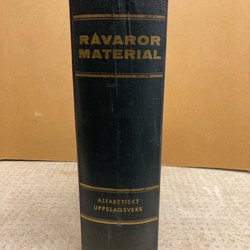 RÅVAROR
MATERIAL
ALFABETISKT
UPPSLAGSVERK